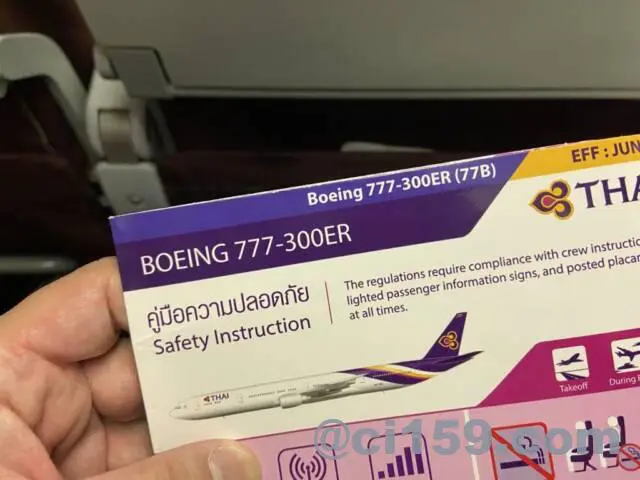 Boeing 777-300ER (77B)
EFF : JUN
BOEING 777-300ER
THA
คู่มือความปลอดภัย
Safety Instruction
The regulations require compliance with crew instructio
lighted passenger information signs, and posted placar
at all times.
THAI
Takeoff
During
@ci159.com